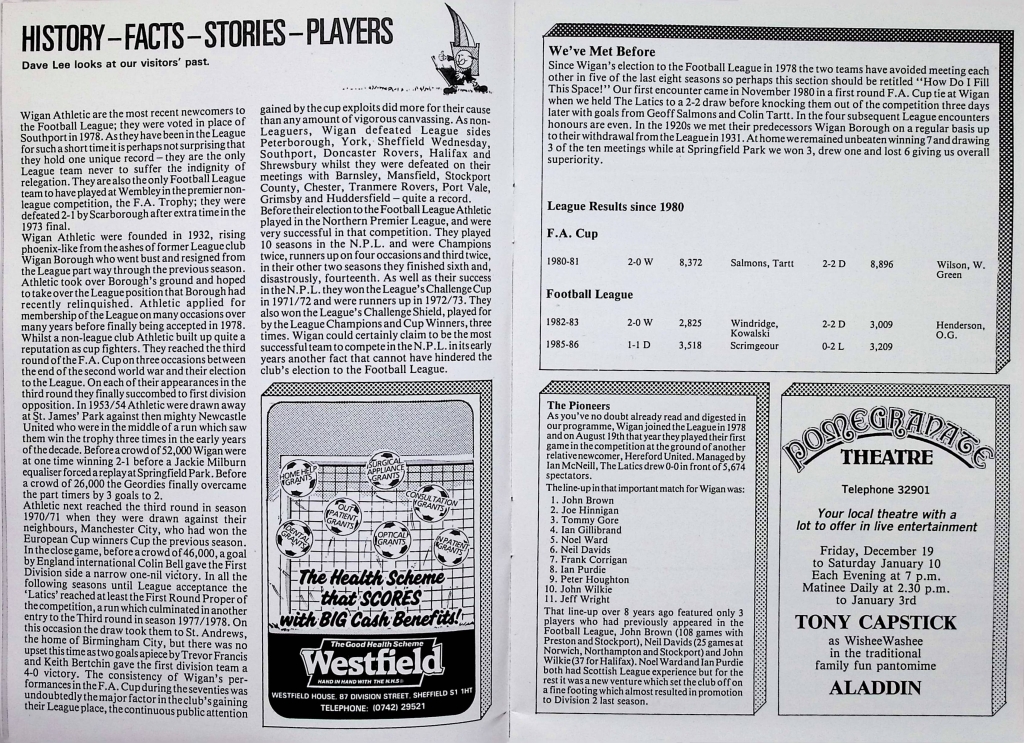 HISTORY – FACTS – STORIES – PLAYERS
Dave Lee looks at our visitors' past.
Wigan Athletic are the most recent newcomers to
the Football League; they were voted in place of
Southport in 1978. As they have been in the League
for such a short time it is perhaps not surprising that
they hold one unique record – they are the only
League team never to suffer the indignity of
relegation. They are also the only Football League
team to have played at Wembley in the premier non-
league competition, the F.A. Trophy; they were
defeated 2-1 by Scarborough after extra time in the
1973 final.
Wigan Athletic were founded in 1932, rising
phoenix-like from the ashes of former League club
Wigan Borough who went bust and resigned from
the League part way through the previous season.
Athletic took over Borough's ground and hoped
to take over the League position that Borough had
recently relinquished. Athletic applied for
membership of the League on many occasions over
many years before finally being accepted in 1978.
Whilst a non-league club Athletic built up quite a
reputation as cup fighters. They reached the third
round of the F.A. Cup on three occasions between
the end of the second world war and their election
to the League. On each of their appearances in the
third round they finally succombed to first division
opposition. In 1953/54 Athletic were drawn away
at St. James' Park against then mighty Newcastle
United who were in the middle of a run which saw
them win the trophy three times in the early years
of the decade. Before a crowd of 52,000 Wigan were
at one time winning 2-1 before a Jackie Milburn
equaliser forced a replay at Springfield Park. Before
a crowd of 26,000 the Geordies finally overcame
the part timers by 3 goals to 2.
Athletic next reached the third round in season
1970/71 when they were drawn against their
neighbours, Manchester City, who had won the
European Cup winners Cup the previous season.
In the close game, before a crowd of 46,000, a goal
by England international Colin Bell gave the First
Division side a narrow one-nil victory. In all the
following seasons until League acceptance the
'Latics' reached at least the First Round Proper of
the competition, a run which culminated in another
entry to the Third round in season 1977/1978. On
this occasion the draw took them to St. Andrews,
the home of Birmingham City, but there was no
upset this time as two goals apiece by Trevor Francis
and Keith Bertchin gave the first division team a
4-0 victory. The consistency of Wigan's per-
formances in the F.A. Cup during the seventies was
undoubtedly the major factor in the club's gaining
their League place, the continuous public attention
gained by the cup exploits did more for their cause
than any amount of vigorous canvassing. As non-
Leaguers, Wigan defeated League sides
Peterborough, York, Sheffield Wednesday,
Southport, Doncaster Rovers, Halifax and
Shrewsbury whilst they were defeated on their
meetings with Barnsley, Mansfield, Stockport
County, Chester, Tranmere Rovers, Port Vale,
Grimsby and Huddersfield – quite a record.
Before their election to the Football League Athletic
played in the Northern Premier League, and were
very successful in that competition. They played
10 seasons in the N.P.L. and were Champions
twice, runners up on four occasions and third twice,
in their other two seasons they finished sixth and,
disastrously, fourteenth. As well as their success
in the N.P.L. they won the League's Challenge Cup
in 1971/72 and were runners up in 1972/73. They
also won the League's Challenge Shield, played for
by the League Champions and Cup Winners, three
times. Wigan could certainly claim to be the most
successful team to compete in the N.P.L. in its early
years another fact that cannot have hindered the
club's election to the Football League.
HOME HELP GRANTS
SURGICAL APPLIANCE GRANTS
OUT PATIENT GRANTS
CONSULTATION GRANTS
DENTAL GRANTS
OPTICAL GRANTS
IN PATIENT GRANTS
The Health Scheme
that SCORES
with BIG Cash Benefits!
The Good Health Scheme
Westfield
HAND IN HAND WITH THE N.H.S.
WESTFIELD HOUSE, 87 DIVISION STREET, SHEFFIELD S1 1HT
TELEPHONE: (0742) 29521
We've Met Before
Since Wigan's election to the Football League in 1978 the two teams have avoided meeting each
other in five of the last eight seasons so perhaps this section should be retitled "How Do I Fill
This Space!" Our first encounter came in November 1980 in a first round F.A. Cup tie at Wigan
when we held The Latics to a 2-2 draw before knocking them out of the competition three days
later with goals from Geoff Salmons and Colin Tartt. In the four subsequent League encounters
honours are even. In the 1920s we met their predecessors Wigan Borough on a regular basis up
to their withdrawal from the League in 1931. At home we remained unbeaten winning 7 and drawing
3 of the ten meetings while at Springfield Park we won 3, drew one and lost 6 giving us overall
superiority.
League Results since 1980
F.A. Cup
1980-81 2-0 W 8,372 Salmons, Tartt 2-2 D 8,896 Wilson, W.
Green
Football League
1982-83 2-0 W 2,825 Windridge, 2-2 D 3,009 Henderson,
Kowalski O.G.
1985-86 1-1 D 3,518 Scrimgeour 0-2 L 3,209
The Pioneers
As you've no doubt already read and digested in
our programme, Wigan joined the League in 1978
and on August 19th that year they played their first
game in the competition at the ground of another
relative newcomer, Hereford United. Managed by
Ian McNeill, The Latics drew 0-0 in front of 5,674
spectators.
The line-up in that important match for Wigan was:
1. John Brown
2. Joe Hinnigan
3. Tommy Gore
4. Ian Gillibrand
5. Noel Ward
6. Neil Davids
7. Frank Corrigan
8. Ian Purdie
9. Peter Houghton
10. John Wilkie
11. Jeff Wright
That line-up over 8 years ago featured only 3
players who had previously appeared in the
Football League, John Brown (108 games with
Preston and Stockport), Neil Davids (25 games at
Norwich, Northampton and Stockport) and John
Wilkie (37 for Halifax). Noel Ward and Ian Purdie
both had Scottish League experience but for the
rest it was a new venture which set the club off on
a fine footing which almost resulted in promotion
to Division 2 last season.
POMEGRANATE
THEATRE
Telephone 32901
Your local theatre with a
lot to offer in live entertainment
Friday, December 19
to Saturday January 10
Each Evening at 7 p.m.
Matinee Daily at 2.30 p.m.
to January 3rd
TONY CAPSTICK
as WisheeWashee
in the traditional
family fun pantomime
ALADDIN